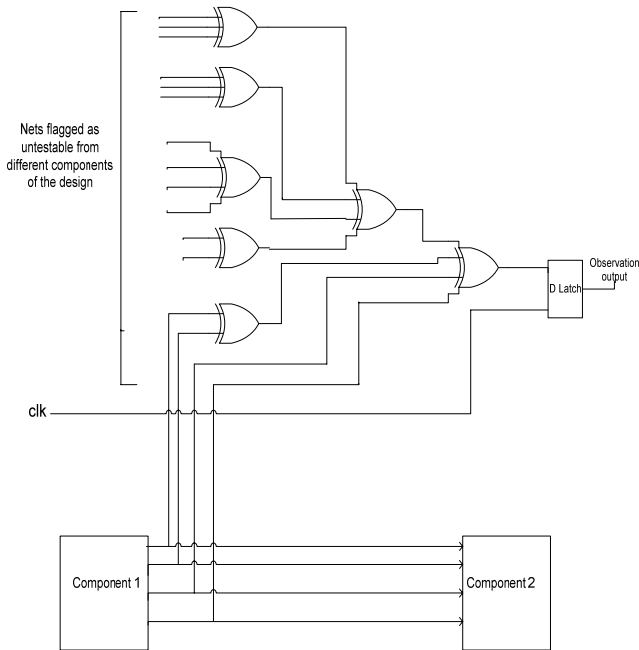 Nets flagged as
untestable from
different components
of the design
Observation
output
D Latch
clk
Component 1
Component 2